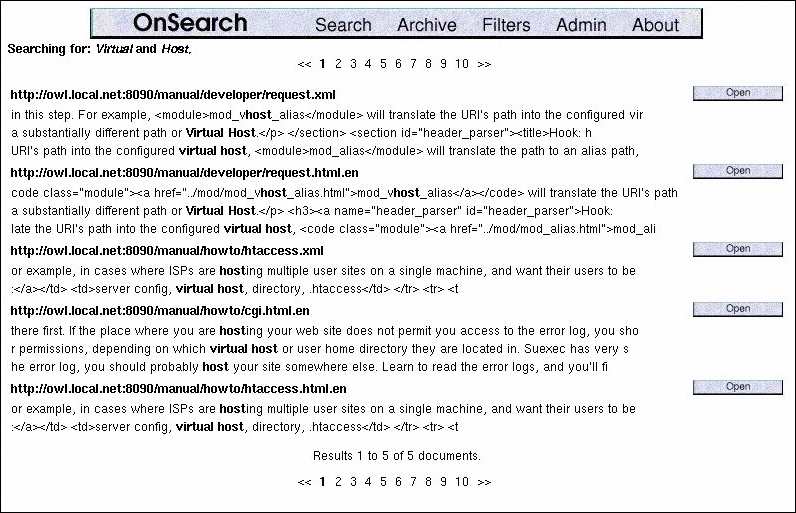 OnSearch Search Archive Filters Admin About
Searching for: Virtual and Host.
<< 1 2 3 4 5 6 7 8 9 10 >>
http://owl.local.net:8090/manual/developer/request.xml Open
in this step. For example, <module>mod_vhost_alias</module> will translate the URI's path into the configured vir
a substantially different path or Virtual Host.</p> </section> <section id="header_parser"><title>Hook: h
URI's path into the configured virtual host, <module>mod_alias</module> will translate the path to an alias path,
http://owl.local.net:8090/manual/developer/request.html.en Open
code class="module"><a href="../mod/mod_vhost_alias.html">mod_vhost_alias</a></code> will translate the URI's path
a substantially different path or Virtual Host.</p> <h3><a name="header_parser" id="header_parser">Hook:
late the URI's path into the configured virtual host, <code class="module"><a href="../mod/mod_alias.html">mod_ali
http://owl.local.net:8090/manual/howto/htaccess.xml Open
or example, in cases where ISPs are hosting multiple user sites on a single machine, and want their users to be
:</a></td> <td>server config, virtual host, directory, .htaccess</td> </tr> <tr> <t
http://owl.local.net:8090/manual/howto/cgi.html.en Open
there first. If the place where you are hosting your web site does not permit you access to the error log, you sho
r permissions, depending on which virtual host or user home directory they are located in. Suexec has very s
he error log, you should probably host your site somewhere else. Learn to read the error logs, and you'll fi
http://owl.local.net:8090/manual/howto/htaccess.html.en Open
or example, in cases where ISPs are hosting multiple user sites on a single machine, and want their users to be
:</a></td> <td>server config, virtual host, directory, .htaccess</td> </tr> <tr> <t
Results 1 to 5 of 5 documents.
<< 1 2 3 4 5 6 7 8 9 10 >>